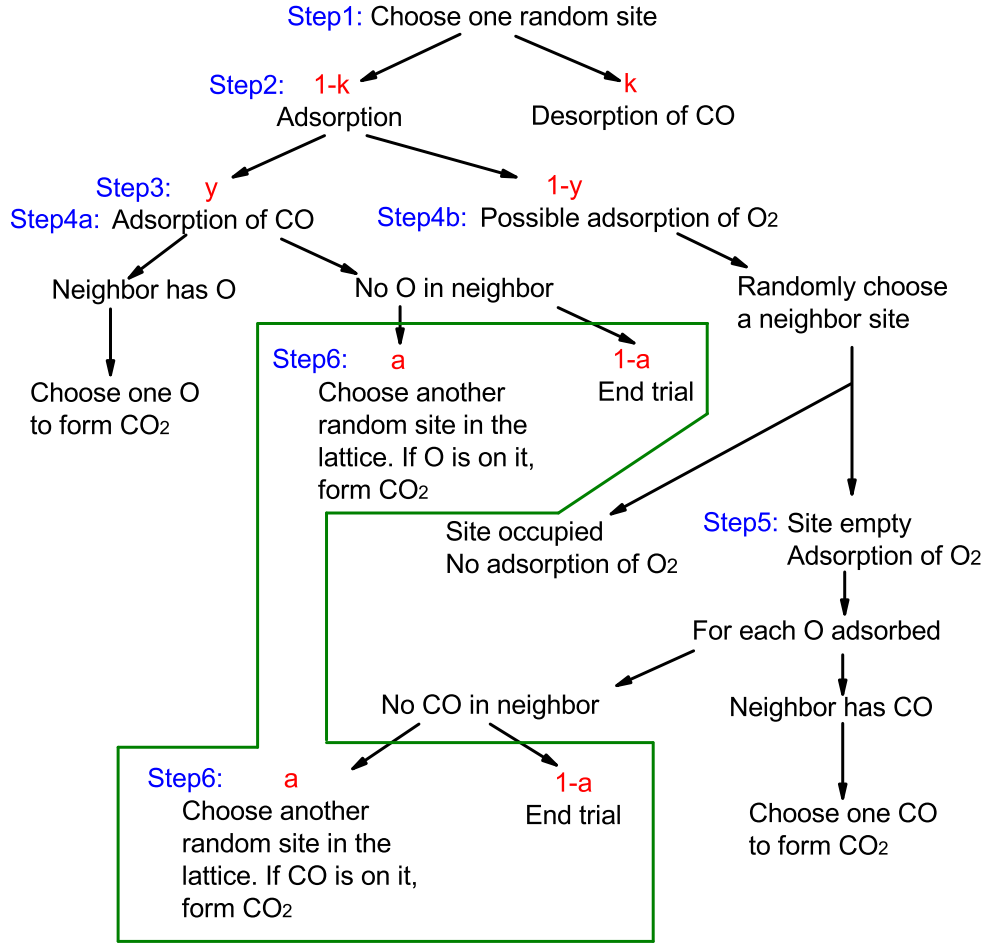 Step1: Choose one random site
Step2: 1-k
k
Adsorption
Desorption of CO
Step3: y
1-y
Step4a: Adsorption of CO
Step4b: Possible adsorption of O2
Neighbor has O
No O in neighbor
Randomly choose
a neighbor site
Choose one O
to form CO2
Step6: a
1-a
Choose another
random site in the
lattice. If O is on it,
form CO2
End trial
Site occupied
No adsorption of O2
Step5: Site empty
Adsorption of O2
For each O adsorbed
No CO in neighbor
Neighbor has CO
Step6: a
1-a
Choose another
random site in the
lattice. If CO is on it,
form CO2
End trial
Choose one CO
to form CO2